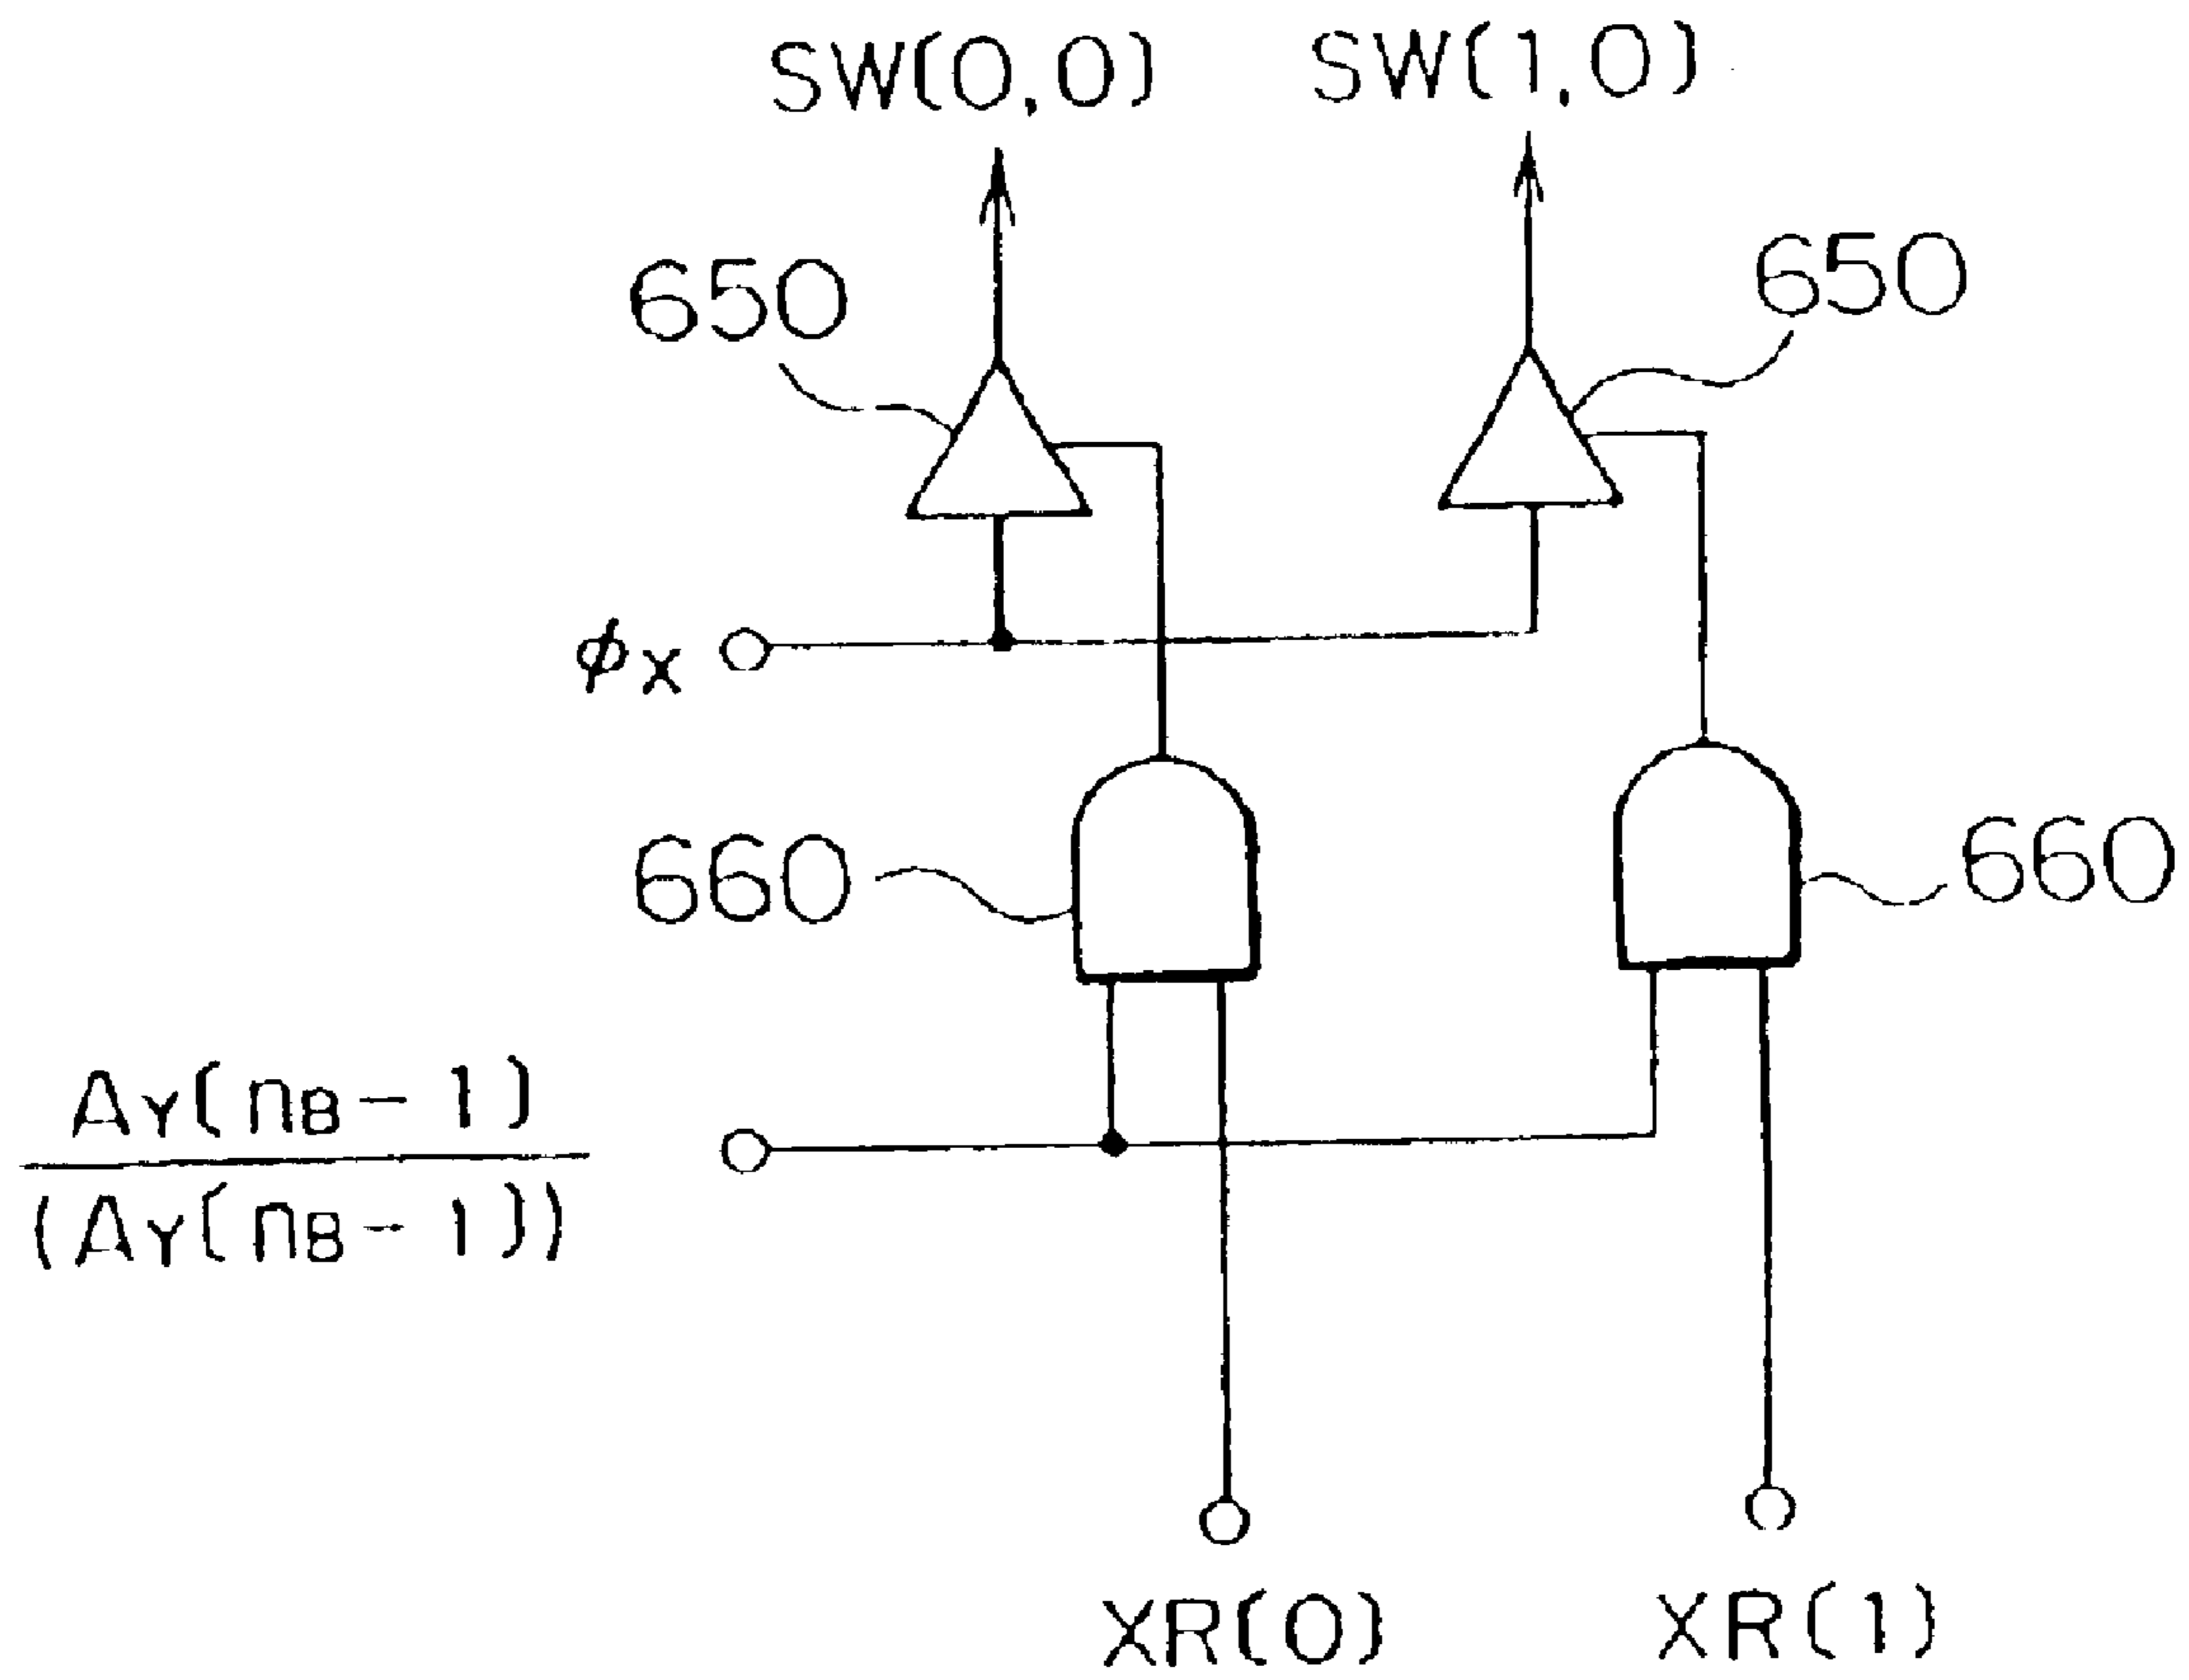 SW(0,0) SW(1,0)
650 650
ϕX
660 660
AY(nB-1)
(AY(nB-1))
XR(0) XR(1)